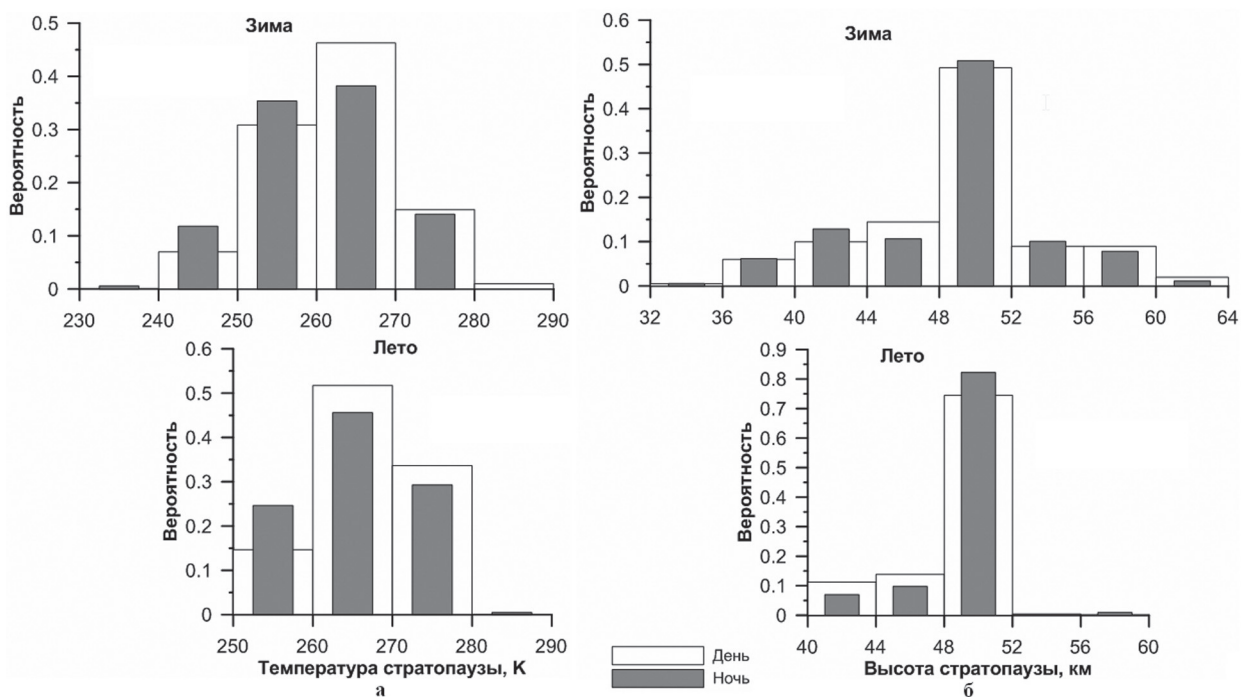 Зима
Вероятность
0.5
0.4
0.3
0.2
0.1
0
230 240 250 260 270 280 290
Зима
Вероятность
0.6
0.5
0.4
0.3
0.2
0.1
0
32 36 40 44 48 52 56 60 64
Лето
Вероятность
0.6
0.5
0.4
0.3
0.2
0.1
0
250 260 270 280 290
Температура стратопаузы, K
а
Лето
Вероятность
0.9
0.8
0.7
0.6
0.5
0.4
0.3
0.2
0.1
0
40 44 48 52 56 60
Высота стратопаузы, км
б
День
Ночь